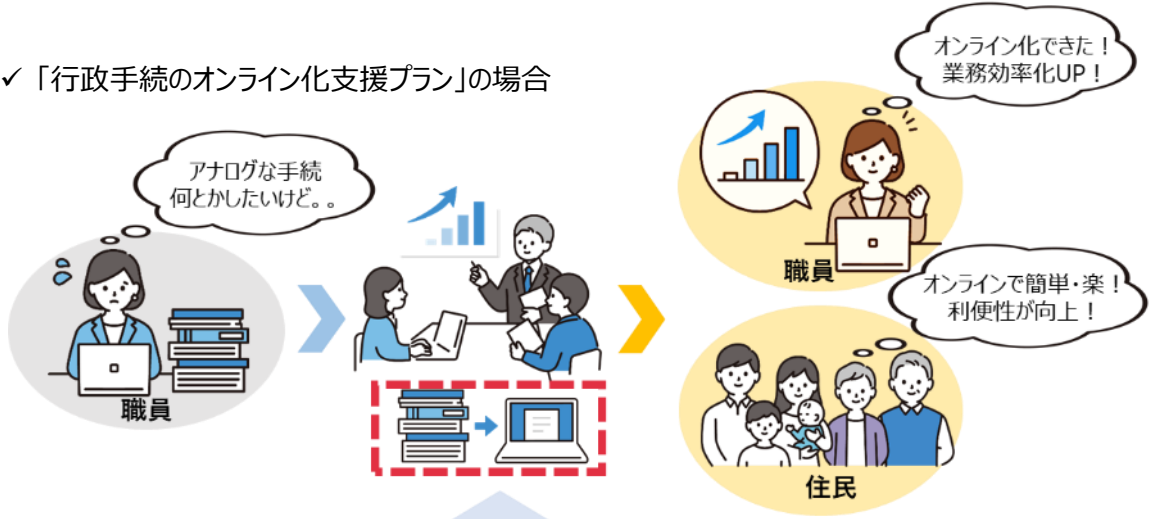 ✓ 「行政手続のオンライン化支援プラン」の場合
アナログな手続
何とかしたいけど。。
職員
オンライン化できた！
業務効率化UP！
職員
オンラインで簡単・楽！
利便性が向上！
住民